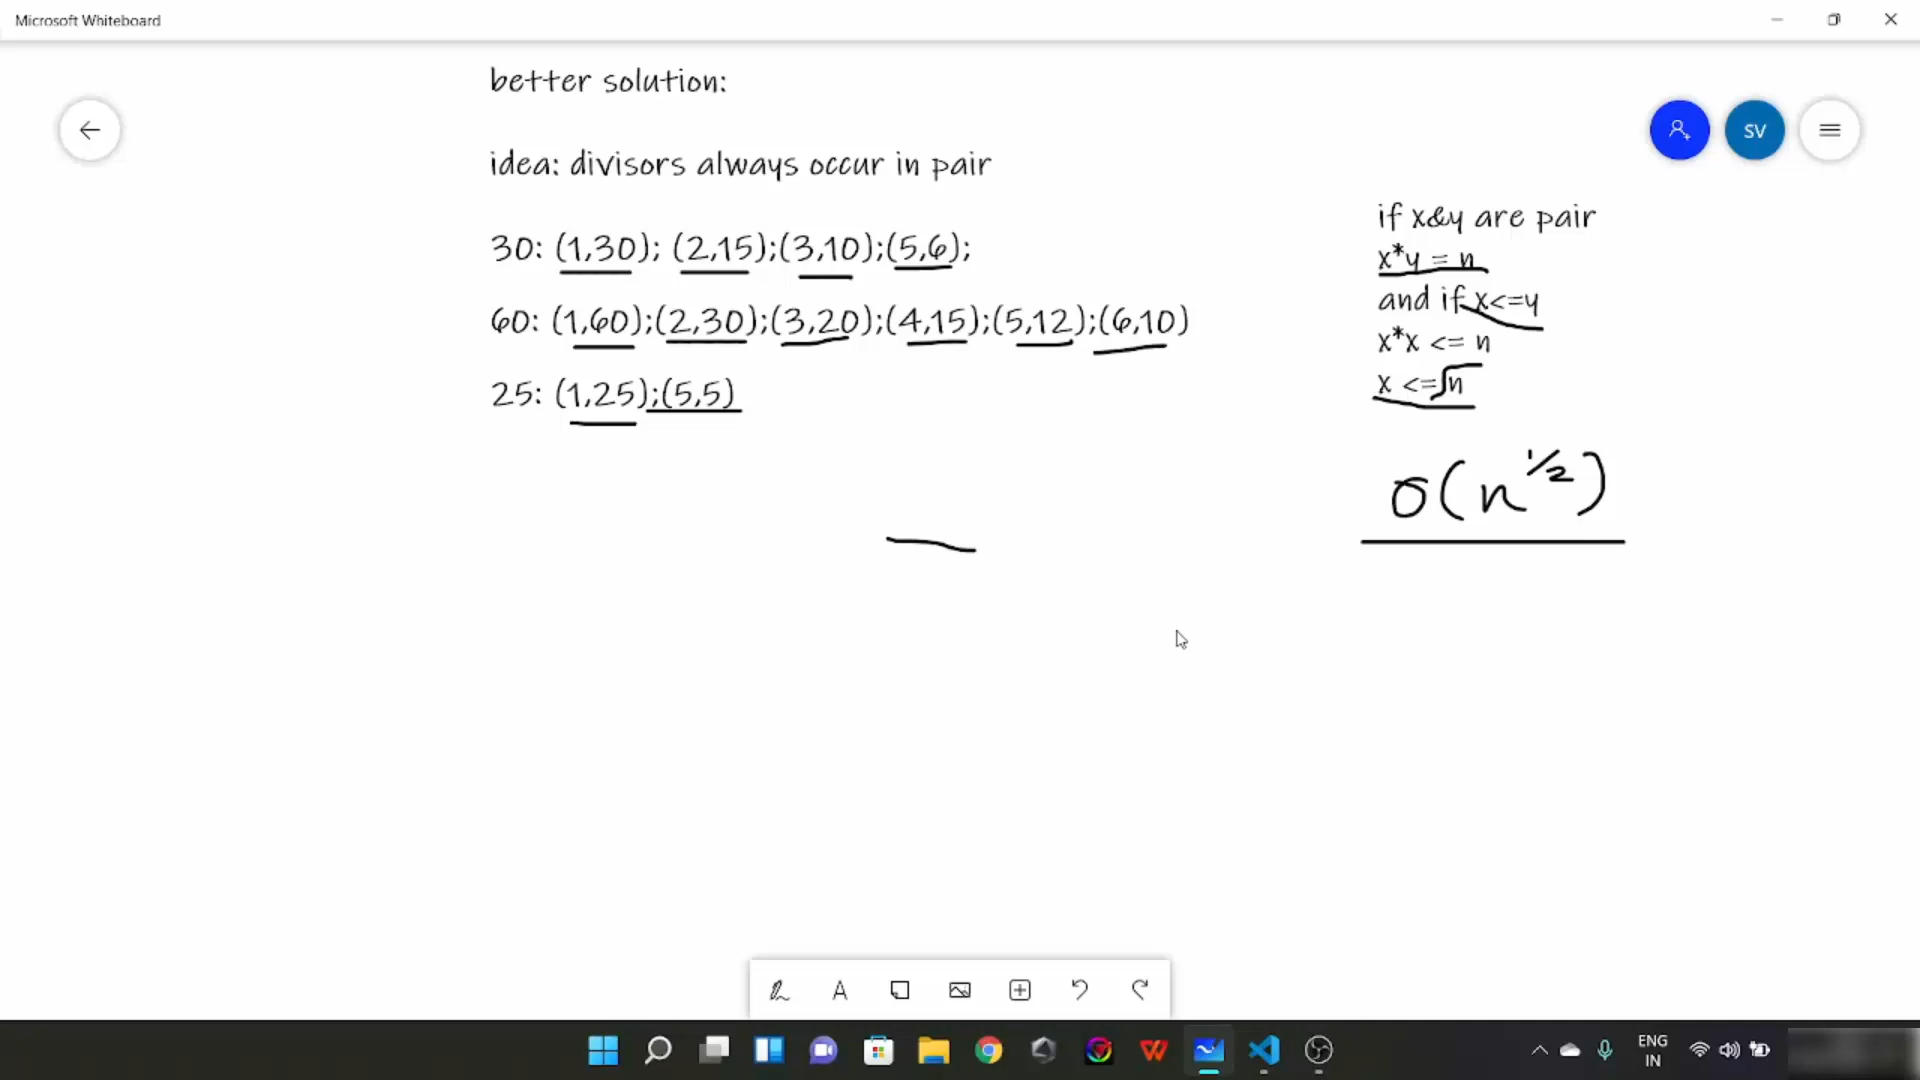 Microsoft Whiteboard
better solution:
SV
idea: divisors always occur in pair
30: (1,30); (2,15);(3,10);(5,6);
60: (1,60);(2,30);(3,20);(4,15);(5,12);(6,10)
25: (1,25);(5,5)
if x&y are pair
x*y = n
and if x<=y
x*x <= n
x <=√n
O(n^1/2)
A
ENG
IN